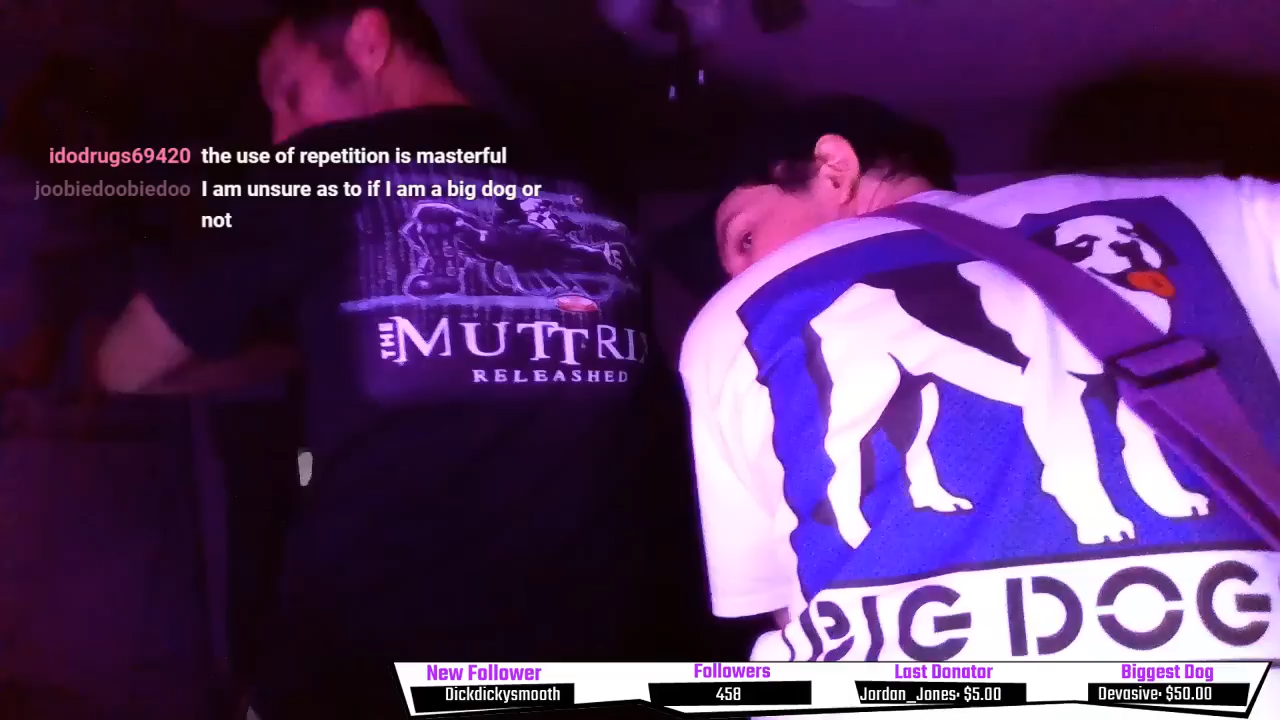 idodrugs69420 the use of repetition is masterful
joobiedoobiedoo I am unsure as to if I am a big dog or
not
THE MUTTRIX
RELEASHED
BIG DOG
New Follower Followers Last Donator Biggest Dog
Dickdickysmooth 458 Jordan_Jones: $5.00 Devasive: $50.00